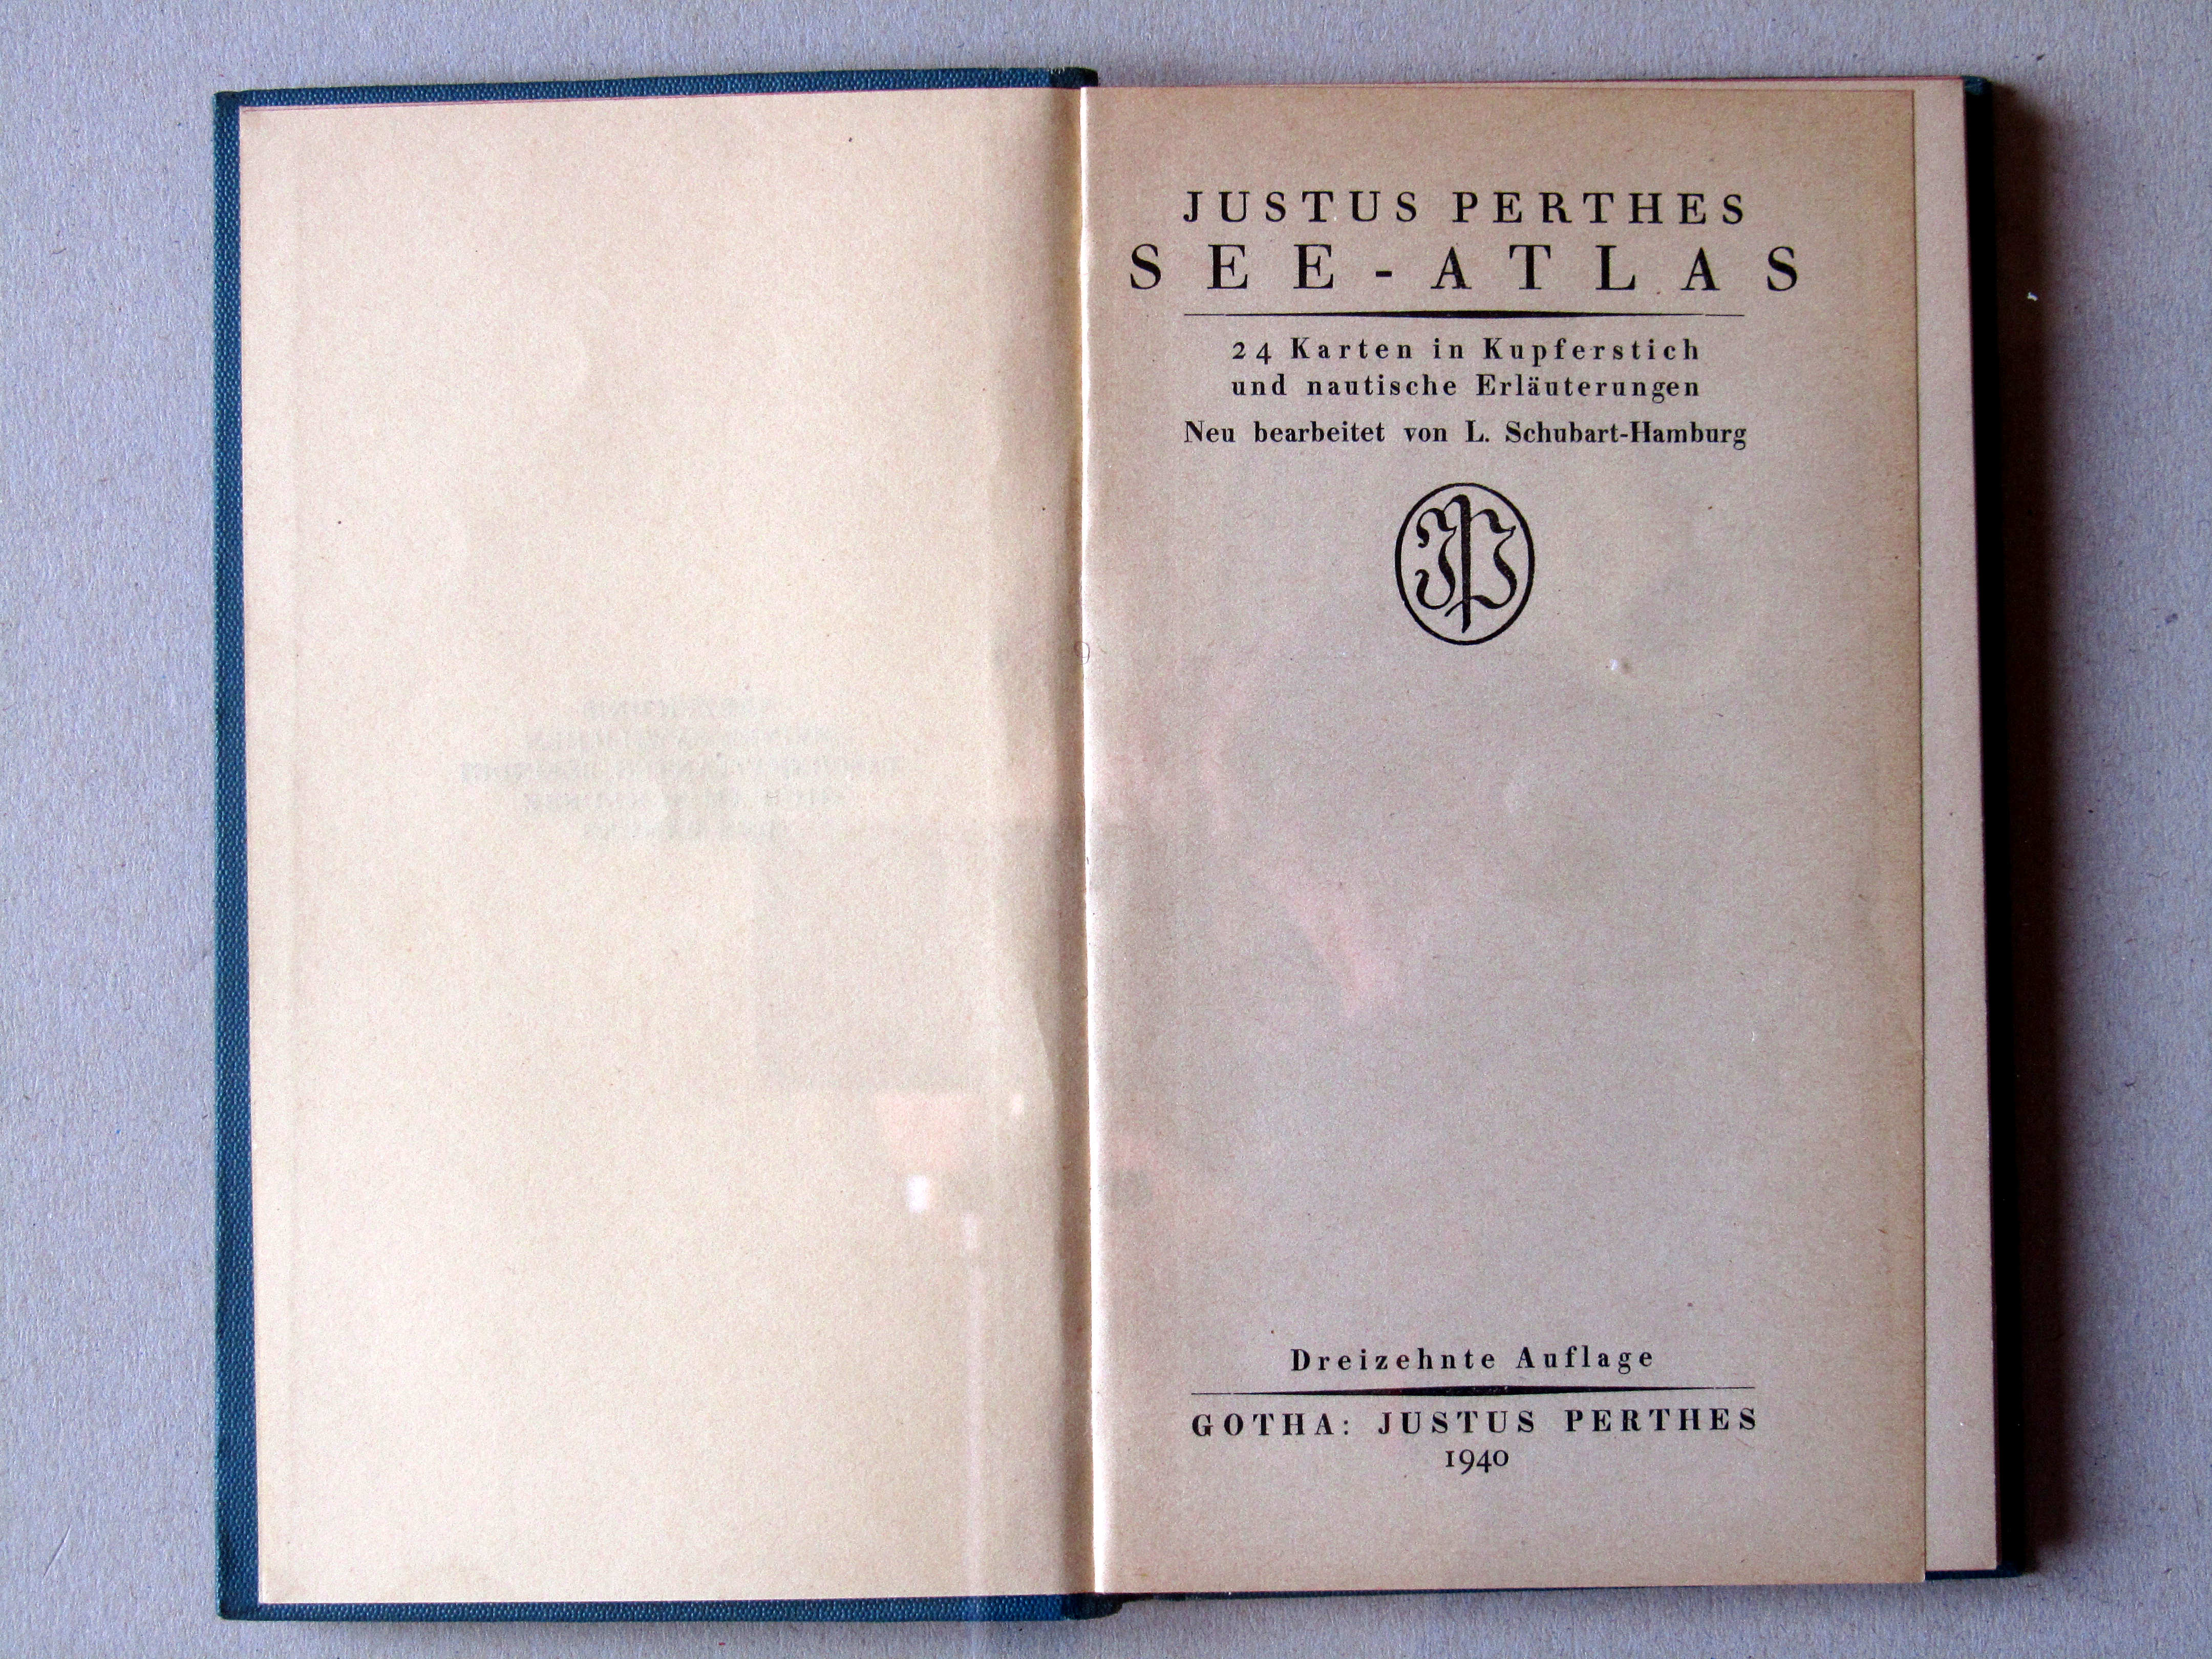 JUSTUS PERTHES
SEE-ATLAS
24 Karten in Kupferstich
und nautische Erläuterungen
Neu bearbeitet von L. Schubart-Hamburg
JP
Dreizehnte Auflage
GOTHA: JUSTUS PERTHES
1940